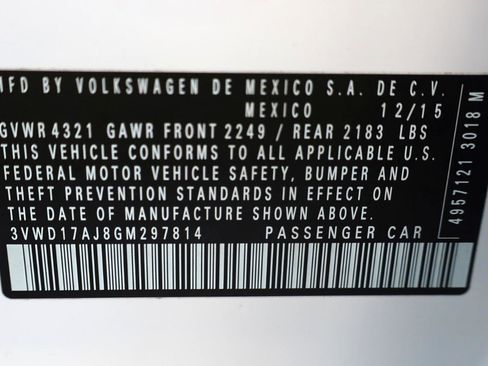 MFD BY VOLKSWAGEN DE MEXICO S.A. DE C.V.
MEXICO 12/15
GVWR 4321 GAWR FRONT 2249 / REAR 2183 LBS
THIS VEHICLE CONFORMS TO ALL APPLICABLE U.S.
FEDERAL MOTOR VEHICLE SAFETY, BUMPER AND
THEFT PREVENTION STANDARDS IN EFFECT ON
THE DATE OF MANUFACTURE SHOWN ABOVE.
3VWD17AJ8GM297814 PASSENGER CAR
4957121 3018 M